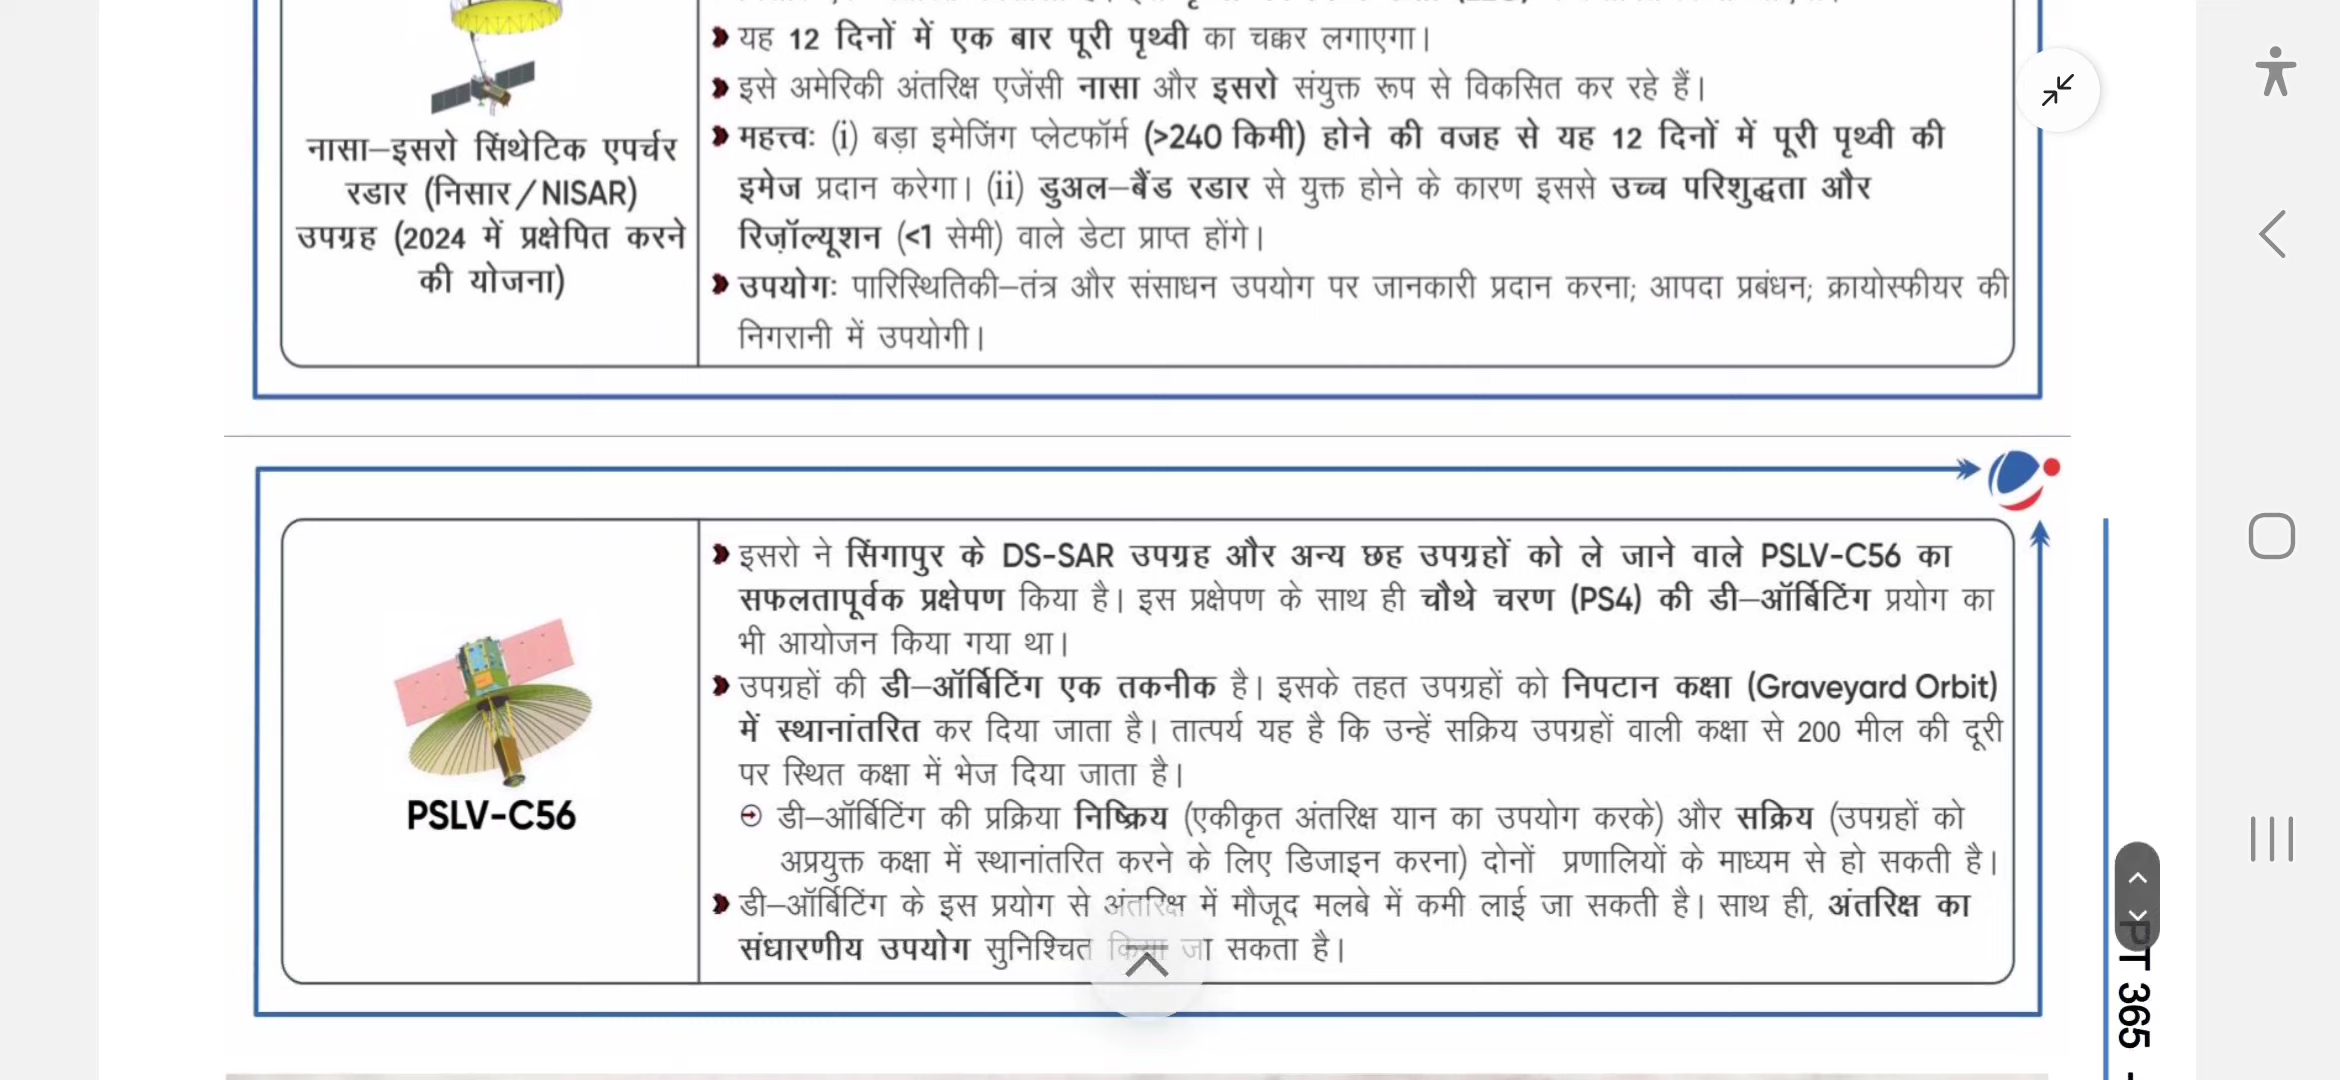 यह 12 दिनों में एक बार पूरी पृथ्वी का चक्कर लगाएगा।
इसे अमेरिकी अंतरिक्ष एजेंसी नासा और इसरो संयुक्त रूप से विकसित कर रहे हैं।
महत्त्व: (i) बड़ा इमेजिंग प्लेटफॉर्म (>240 किमी) होने की वजह से यह 12 दिनों में पूरी पृथ्वी की
इमेज प्रदान करेगा। (ii) डुअल–बैंड रडार से युक्त होने के कारण इससे उच्च परिशुद्धता और
रिज़ॉल्यूशन (<1 सेमी) वाले डेटा प्राप्त होंगे।
उपयोग: पारिस्थितिकी–तंत्र और संसाधन उपयोग पर जानकारी प्रदान करना; आपदा प्रबंधन; क्रायोस्फीयर की
निगरानी में उपयोगी।
नासा–इसरो सिंथेटिक एपर्चर
रडार (निसार/NISAR)
उपग्रह (2024 में प्रक्षेपित करने
की योजना)
इसरो ने सिंगापुर के DS-SAR उपग्रह और अन्य छह उपग्रहों को ले जाने वाले PSLV-C56 का
सफलतापूर्वक प्रक्षेपण किया है। इस प्रक्षेपण के साथ ही चौथे चरण (PS4) की डी–ऑर्बिटिंग प्रयोग का
भी आयोजन किया गया था।
उपग्रहों की डी–ऑर्बिटिंग एक तकनीक है। इसके तहत उपग्रहों को निपटान कक्षा (Graveyard Orbit)
में स्थानांतरित कर दिया जाता है। तात्पर्य यह है कि उन्हें सक्रिय उपग्रहों वाली कक्षा से 200 मील की दूरी
पर स्थित कक्षा में भेज दिया जाता है।
डी–ऑर्बिटिंग की प्रक्रिया निष्क्रिय (एकीकृत अंतरिक्ष यान का उपयोग करके) और सक्रिय (उपग्रहों को
अप्रयुक्त कक्षा में स्थानांतरित करने के लिए डिजाइन करना) दोनों प्रणालियों के माध्यम से हो सकती है।
डी–ऑर्बिटिंग के इस प्रयोग से अंतरिक्ष में मौजूद मलबे में कमी लाई जा सकती है। साथ ही, अंतरिक्ष का
संधारणीय उपयोग सुनिश्चित किया जा सकता है।
PSLV-C56
PT 365 -